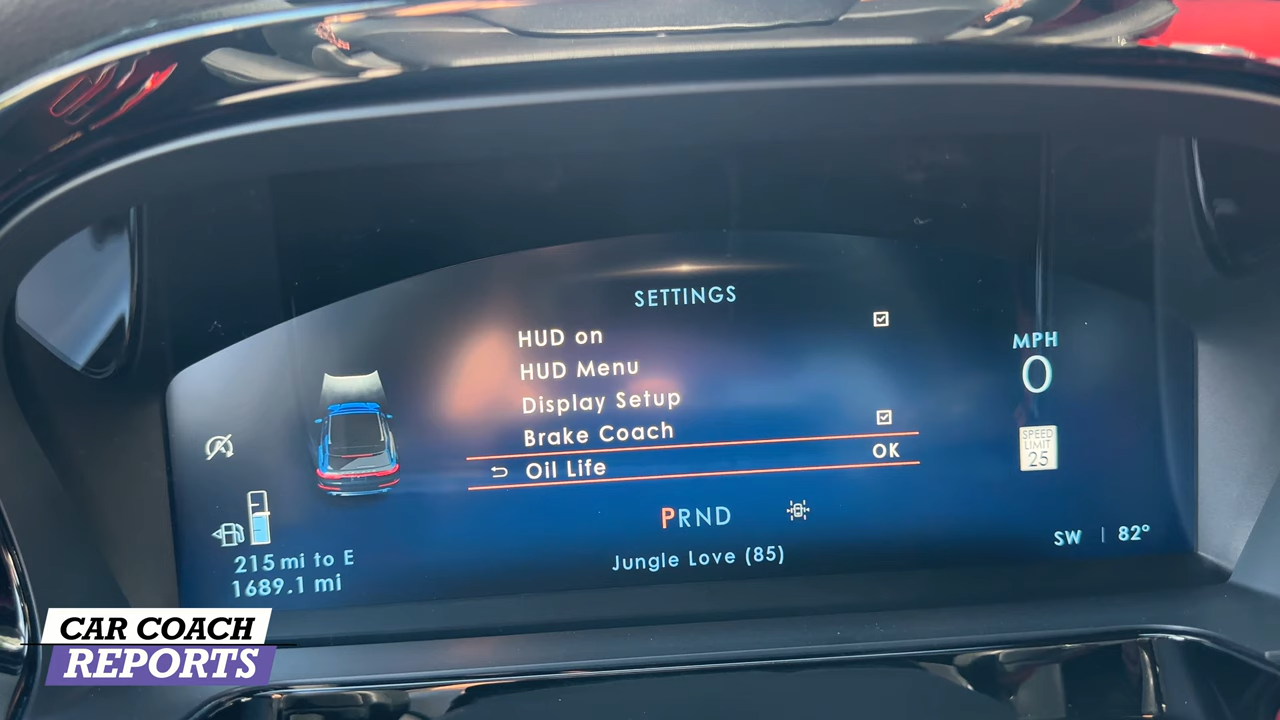 SETTINGS
HUD on
HUD Menu
Display Setup
Brake Coach
Oil Life OK
MPH
0
SPEED
LIMIT
25
PRND
Jungle Love (85)
215 mi to E
1689.1 mi
SW | 82°
CAR COACH
REPORTS